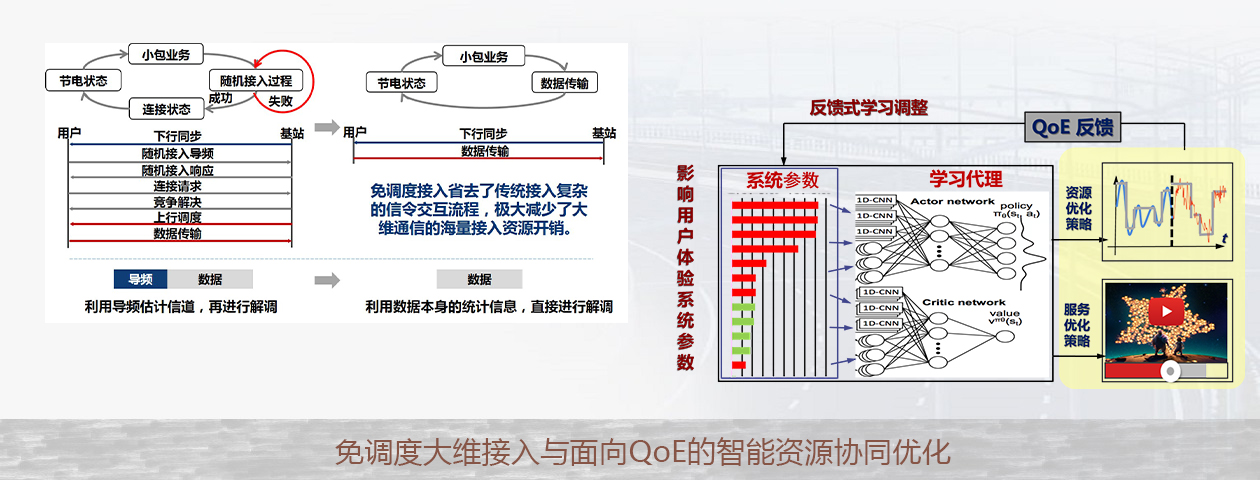 小包业务
节电状态
随机接入过程
成功
失败
连接状态
用户
基站
下行同步
随机接入导频
随机接入响应
连接请求
竞争解决
上行调度
数据传输
导频 数据
利用导频估计信道，再进行解调
小包业务
节电状态
数据传输
用户
基站
下行同步
数据传输
免调度接入省去了传统接入复杂
的信令交互流程，极大减少了大
维通信的海量接入资源开销。
数据
利用数据本身的统计信息，直接进行解调
反馈式学习调整
QoE 反馈
影响用户体验系统参数
系统参数
学习代理
1D-CNN
1D-CNN
1D-CNN
Actor network
policy
π₀(sₜ, aₜ)
1D-CNN
1D-CNN
1D-CNN
Critic network
value
v^π₀(sₜ)
资源
优化
策略
t
服务
优化
策略
免调度大维接入与面向QoE的智能资源协同优化